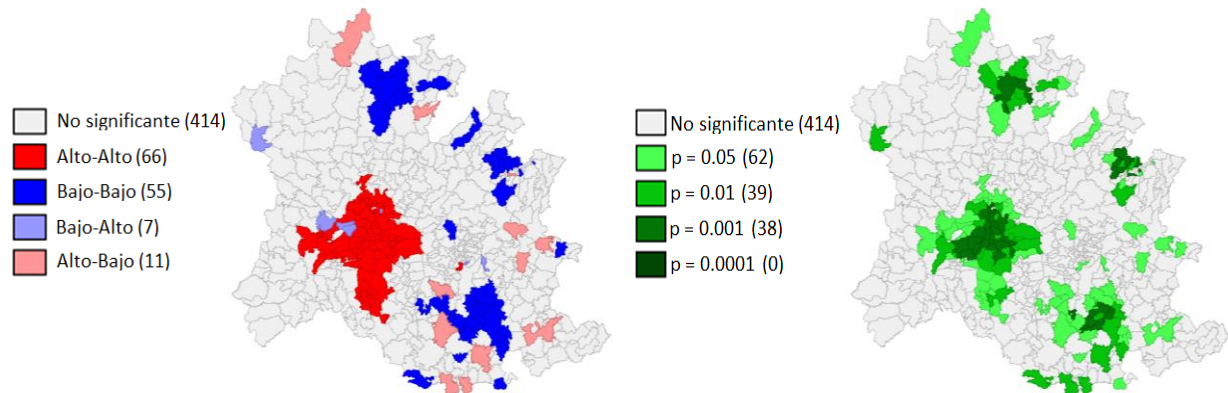 No significante (414)
Alto-Alto (66)
Bajo-Bajo (55)
Bajo-Alto (7)
Alto-Bajo (11)
No significante (414)
p = 0.05 (62)
p = 0.01 (39)
p = 0.001 (38)
p = 0.0001 (0)